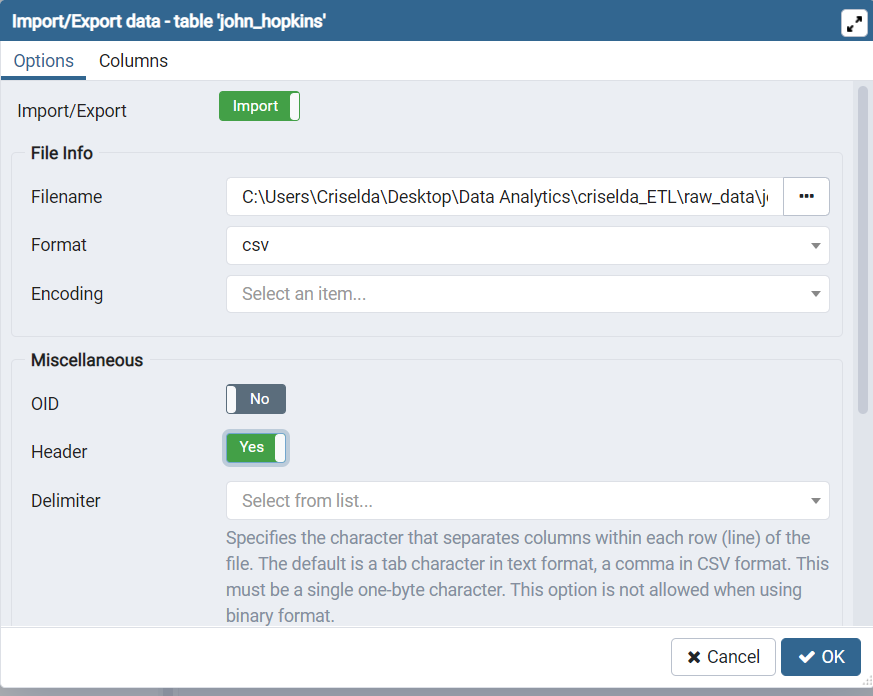 Import/Export data - table 'john_hopkins'
Options Columns
Import/Export Import
File Info
Filename C:\Users\Criselda\Desktop\Data Analytics\criselda_ETL\raw_data\j
Format csv
Encoding Select an item...
Miscellaneous
OID No
Header Yes
Delimiter Select from list...
Specifies the character that separates columns within each row (line) of the
file. The default is a tab character in text format, a comma in CSV format. This
must be a single one-byte character. This option is not allowed when using
binary format.
Cancel OK